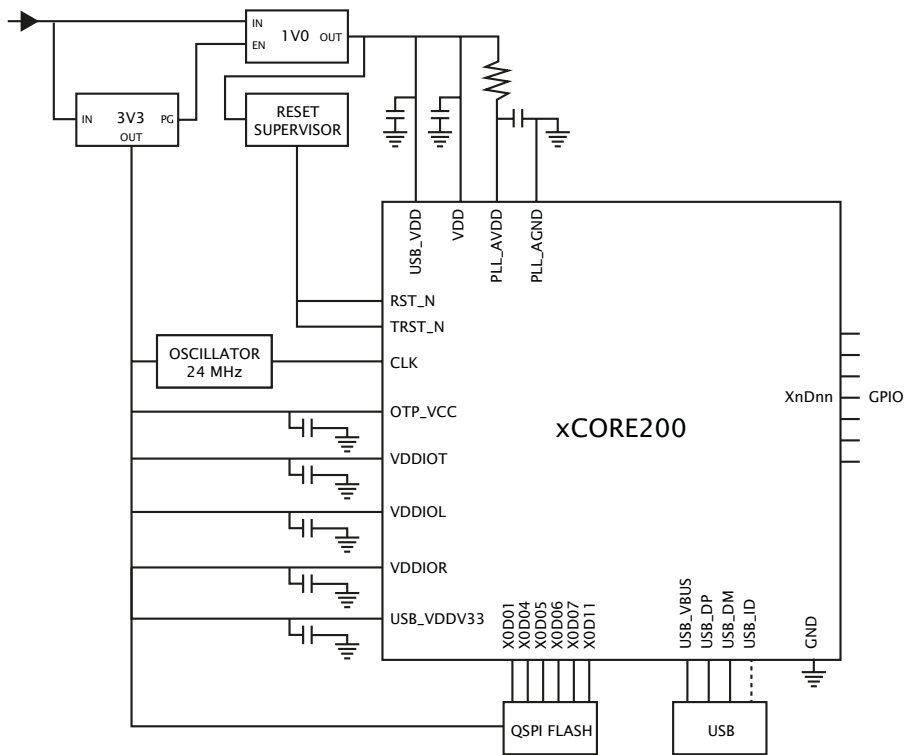 IN
EN
1V0
OUT
IN
3V3
PG
OUT
RESET
SUPERVISOR
USB_VDD
VDD
PLL_AVDD
PLL_AGND
RST_N
TRST_N
OSCILLATOR
24 MHz
CLK
OTP_VCC
VDDIOT
VDDIOL
VDDIOR
USB_VDDV33
xCORE200
XnDnn
GPIO
X0D01
X0D04
X0D05
X0D06
X0D07
X0D11
USB_VBUS
USB_DP
USB_DM
USB_ID
GND
QSPI FLASH
USB